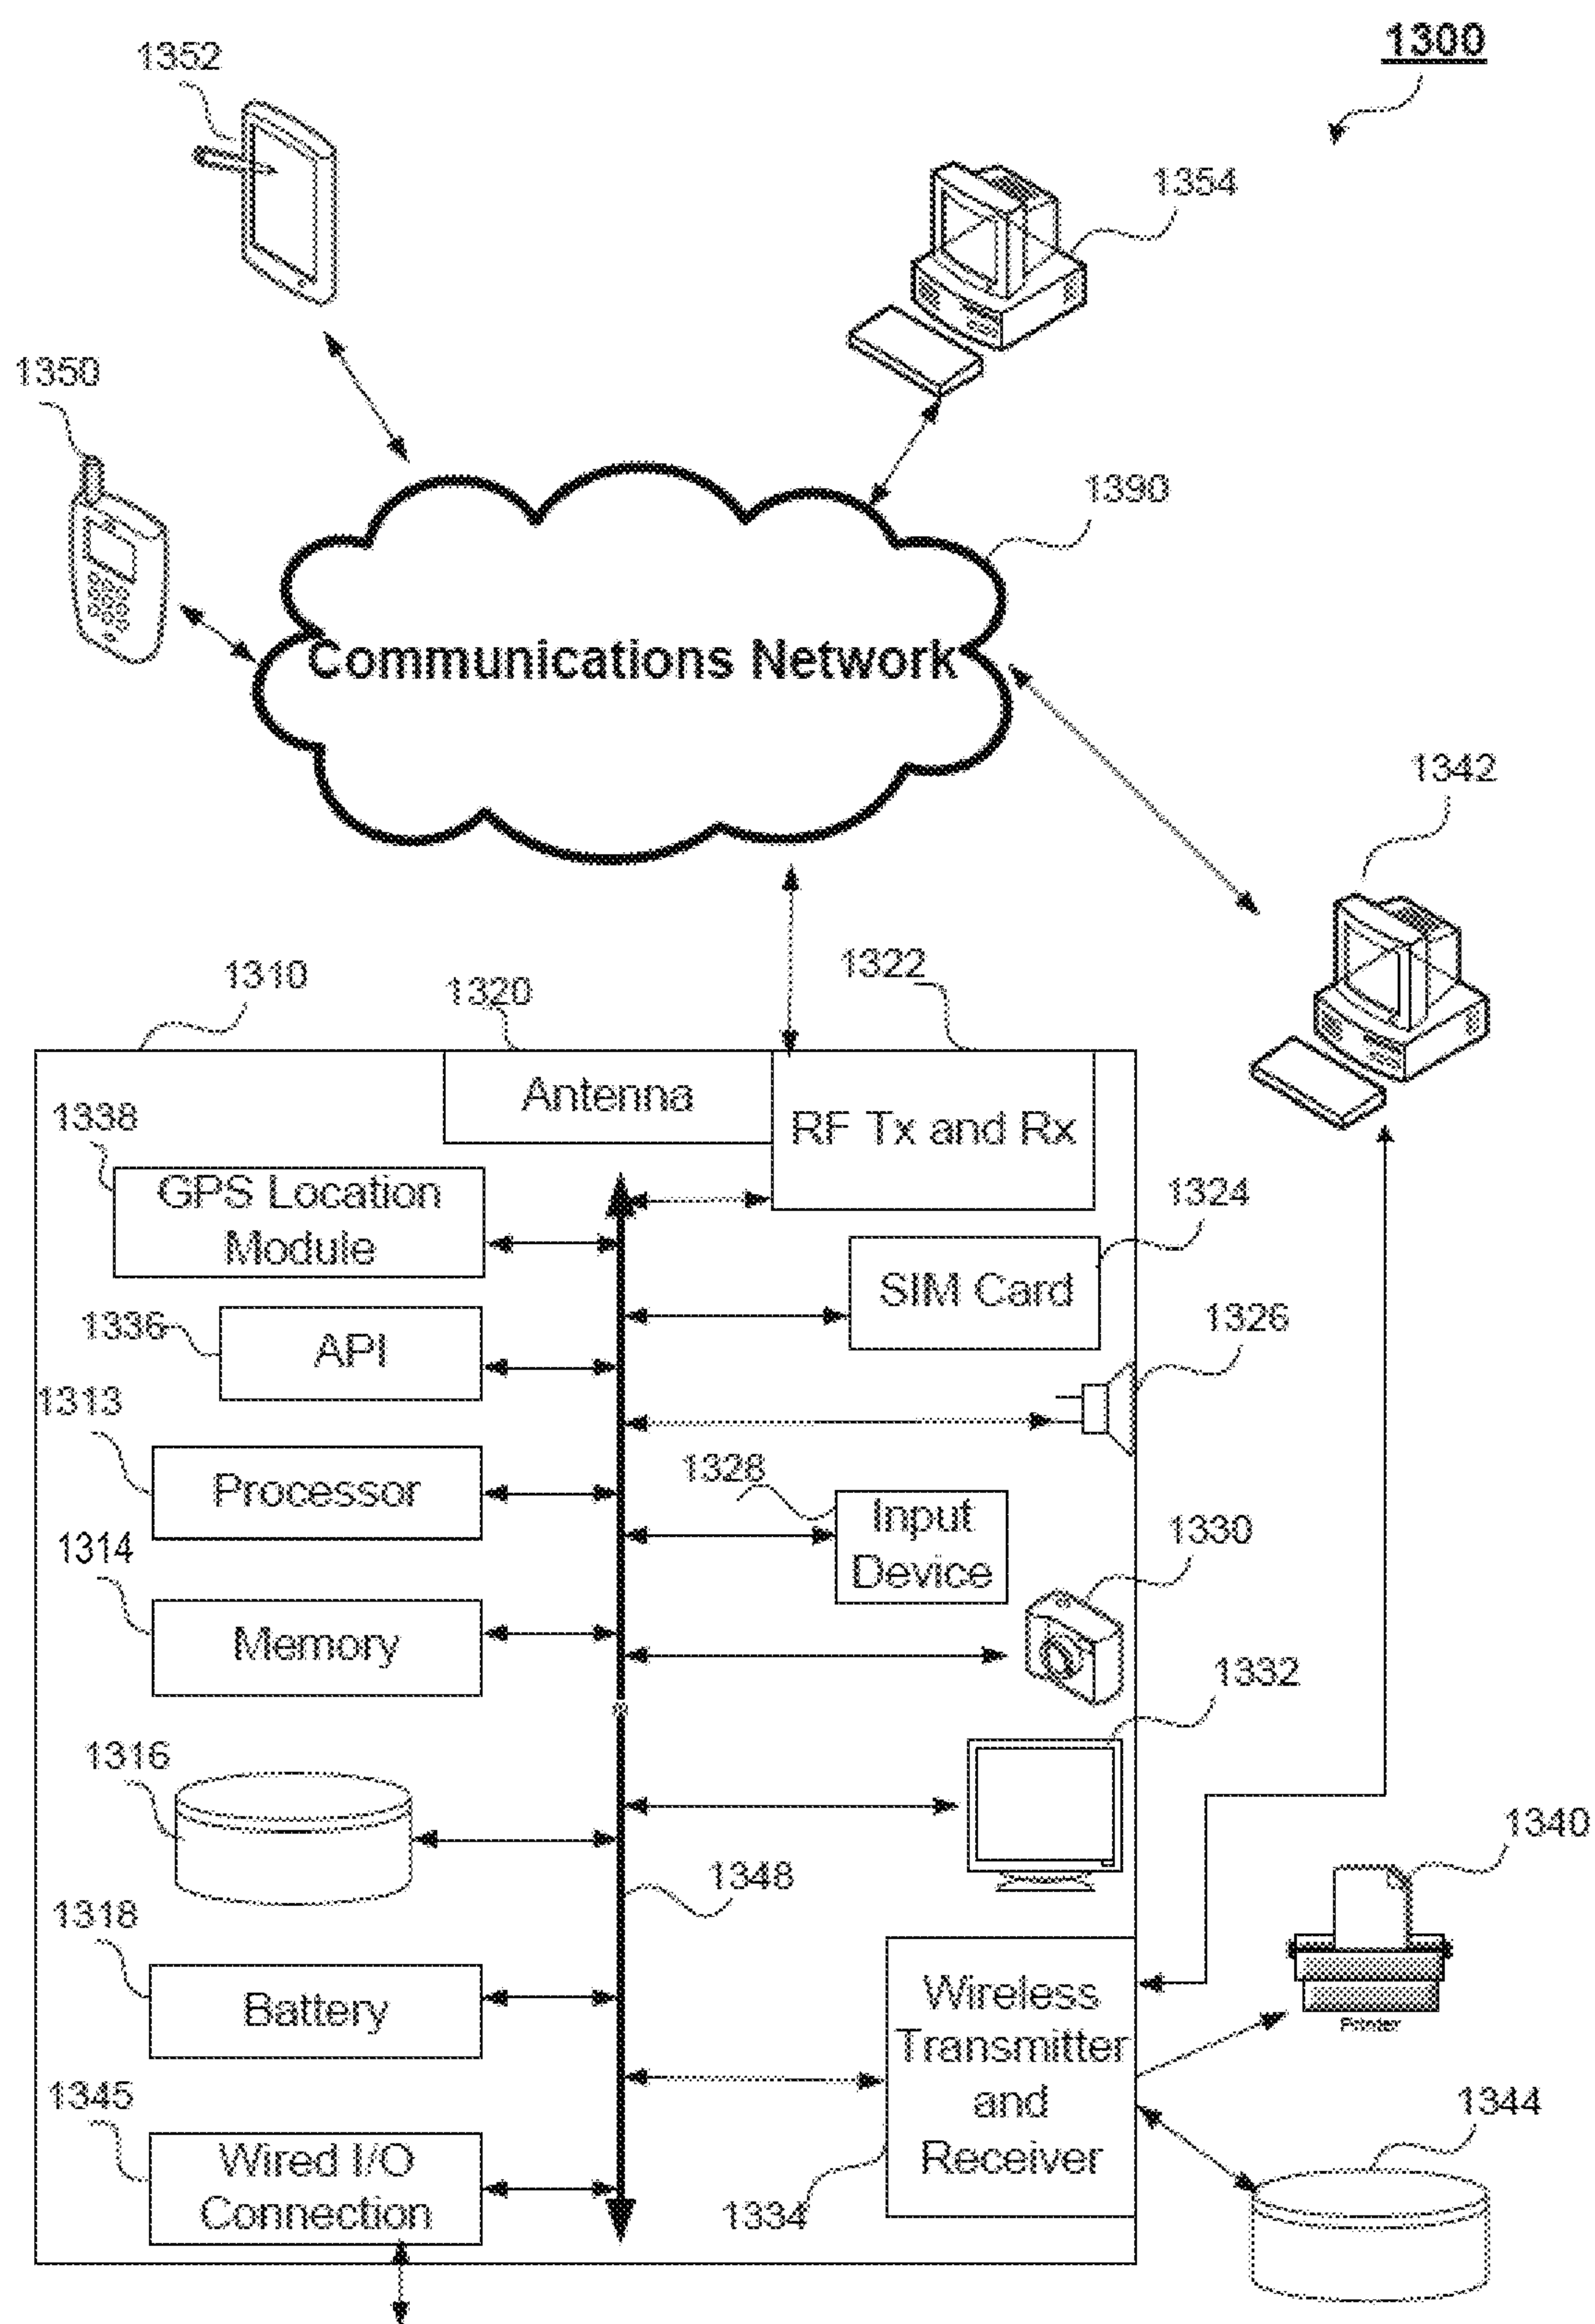 1300
1352
1354
1350
1390
Communications Network
1342
1310
1320
1322
Antenna
RF Tx and Rx
1338
GPS Location
Module
1324
SIM Card
1336
API
1326
1313
Processor
1328
Input
Device
1330
1314
Memory
1332
1316
1348
1340
1318
Battery
Wireless
Transmitter
and
Receiver
Printer
1345
Wired I/O
Connection
1334
1344